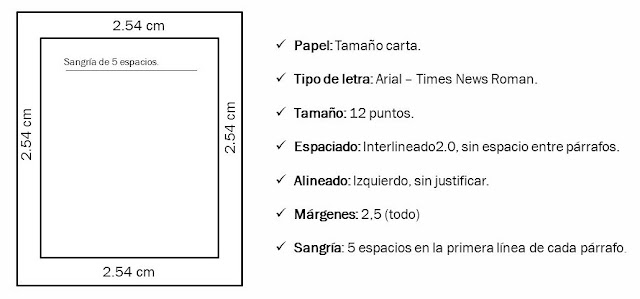 2.54 cm
Sangría de 5 espacios.
2.54 cm
2.54 cm
2.54 cm
✓ Papel: Tamaño carta.
✓ Tipo de letra: Arial – Times News Roman.
✓ Tamaño: 12 puntos.
✓ Espaciado: Interlineado2.0, sin espacio entre párrafos.
✓ Alineado: Izquierdo, sin justificar.
✓ Márgenes: 2,5 (todo)
✓ Sangría: 5 espacios en la primera línea de cada párrafo.